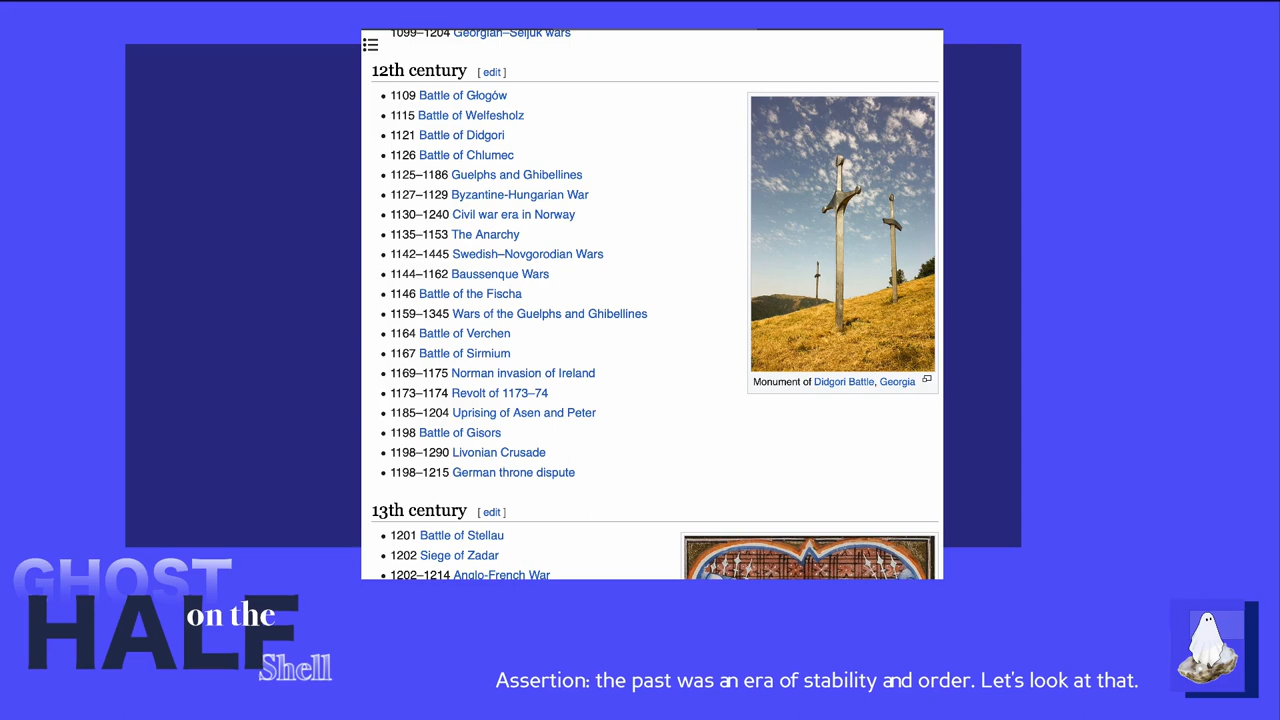 1099–1204 Georgian–Seljuk wars
12th century [ edit ]
• 1109 Battle of Głogów
• 1115 Battle of Welfesholz
• 1121 Battle of Didgori
• 1126 Battle of Chlumec
• 1125–1186 Guelphs and Ghibellines
• 1127–1129 Byzantine-Hungarian War
• 1130–1240 Civil war era in Norway
• 1135–1153 The Anarchy
• 1142–1445 Swedish–Novgorodian Wars
• 1144–1162 Baussenque Wars
• 1146 Battle of the Fischa
• 1159–1345 Wars of the Guelphs and Ghibellines
• 1164 Battle of Verchen
• 1167 Battle of Sirmium
• 1169–1175 Norman invasion of Ireland
• 1173–1174 Revolt of 1173–74
• 1185–1204 Uprising of Asen and Peter
• 1198 Battle of Gisors
• 1198–1290 Livonian Crusade
• 1198–1215 German throne dispute
Monument of Didgori Battle, Georgia
13th century [ edit ]
• 1201 Battle of Stellau
• 1202 Siege of Zadar
• 1202–1214 Anglo-French War
GHOST
on the
HALF
Shell
Assertion: the past was an era of stability and order. Let's look at that.